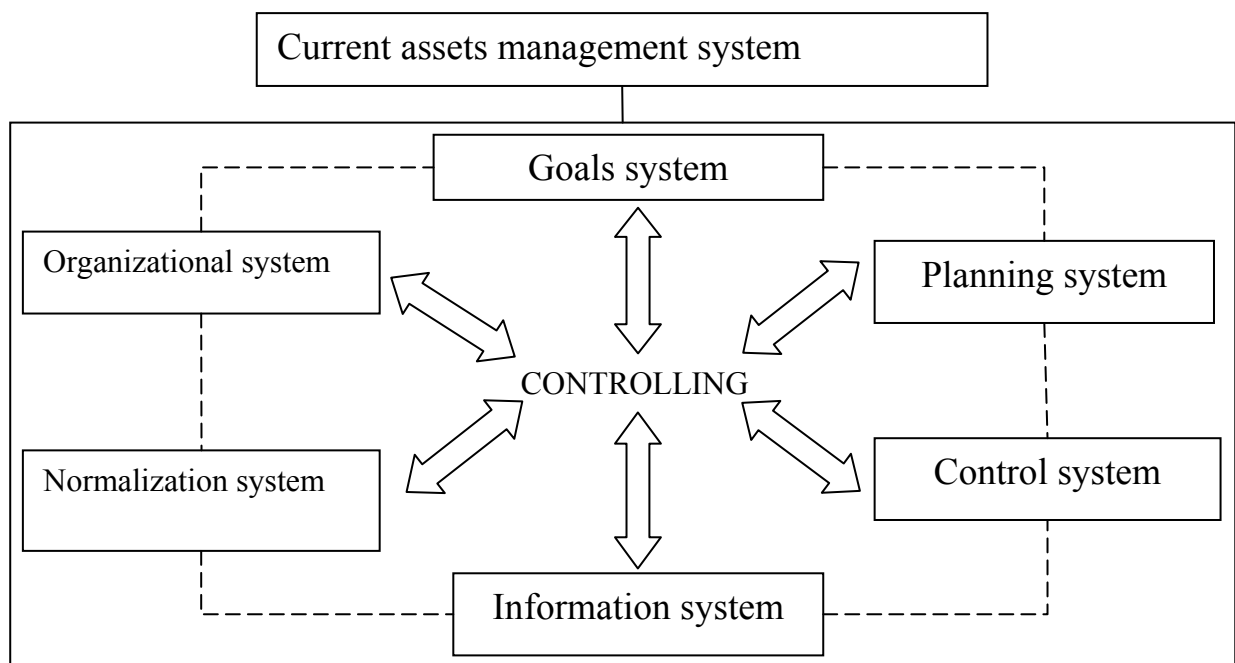 Current assets management system
Goals system
Organizational system
Planning system
CONTROLLING
Normalization system
Control system
Information system